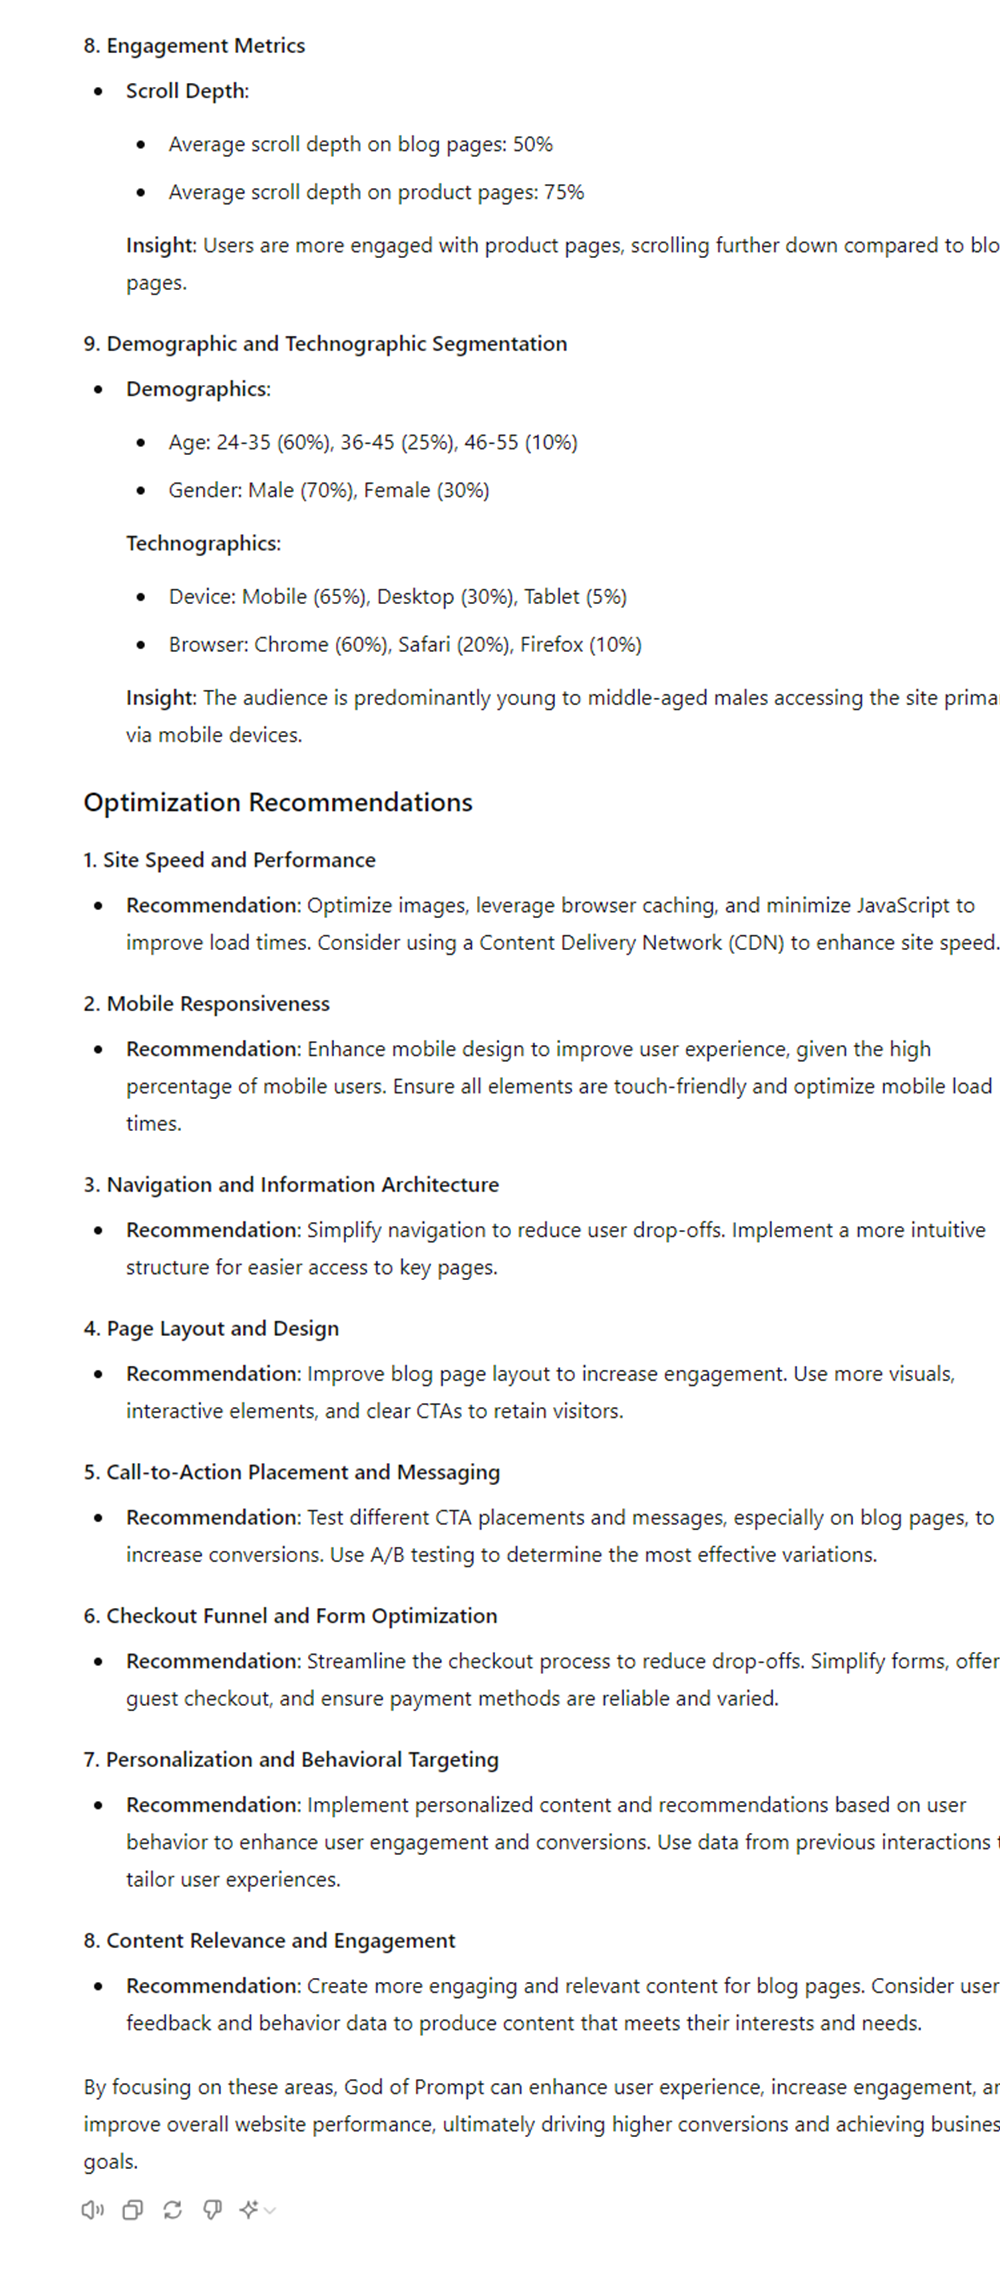 8. Engagement Metrics
Scroll Depth:
Average scroll depth on blog pages: 50%
Average scroll depth on product pages: 75%
Insight: Users are more engaged with product pages, scrolling further down compared to blo
pages.
9. Demographic and Technographic Segmentation
Demographics:
Age: 24-35 (60%), 36-45 (25%), 46-55 (10%)
Gender: Male (70%), Female (30%)
Technographics:
Device: Mobile (65%), Desktop (30%), Tablet (5%)
Browser: Chrome (60%), Safari (20%), Firefox (10%)
Insight: The audience is predominantly young to middle-aged males accessing the site prima
via mobile devices.
Optimization Recommendations
1. Site Speed and Performance
Recommendation: Optimize images, leverage browser caching, and minimize JavaScript to
improve load times. Consider using a Content Delivery Network (CDN) to enhance site speed.
2. Mobile Responsiveness
Recommendation: Enhance mobile design to improve user experience, given the high
percentage of mobile users. Ensure all elements are touch-friendly and optimize mobile load
times.
3. Navigation and Information Architecture
Recommendation: Simplify navigation to reduce user drop-offs. Implement a more intuitive
structure for easier access to key pages.
4. Page Layout and Design
Recommendation: Improve blog page layout to increase engagement. Use more visuals,
interactive elements, and clear CTAs to retain visitors.
5. Call-to-Action Placement and Messaging
Recommendation: Test different CTA placements and messages, especially on blog pages, to
increase conversions. Use A/B testing to determine the most effective variations.
6. Checkout Funnel and Form Optimization
Recommendation: Streamline the checkout process to reduce drop-offs. Simplify forms, offer
guest checkout, and ensure payment methods are reliable and varied.
7. Personalization and Behavioral Targeting
Recommendation: Implement personalized content and recommendations based on user
behavior to enhance user engagement and conversions. Use data from previous interactions t
tailor user experiences.
8. Content Relevance and Engagement
Recommendation: Create more engaging and relevant content for blog pages. Consider user
feedback and behavior data to produce content that meets their interests and needs.
By focusing on these areas, God of Prompt can enhance user experience, increase engagement, a
improve overall website performance, ultimately driving higher conversions and achieving busines
goals.